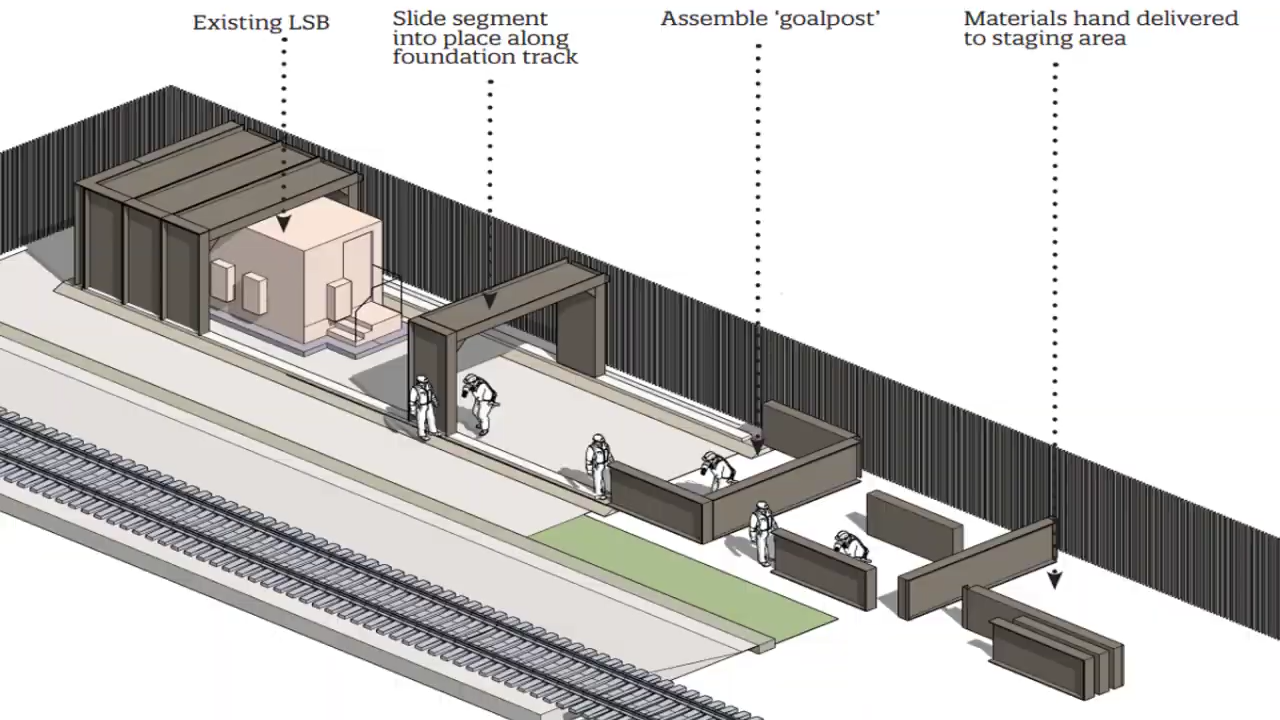 Existing LSB
Slide segment
into place along
foundation track
Assemble ‘goalpost’
Materials hand delivered
to staging area